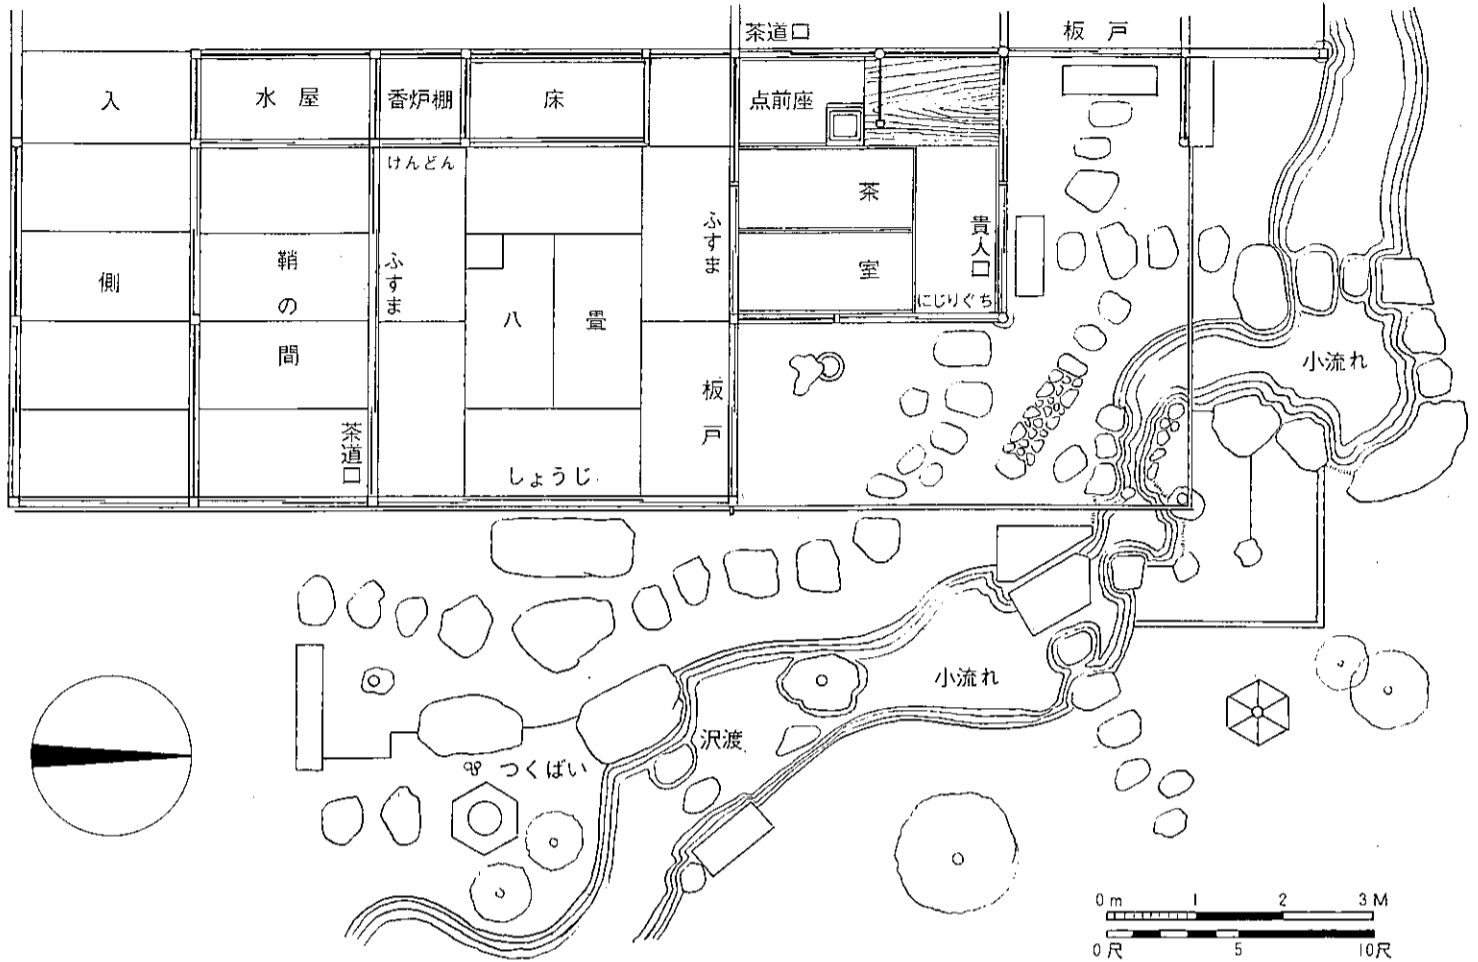 茶道口
板戸
入
水屋
香炉棚
床
点前座
けんどん
ふすま
茶
室
貴人口
にじりぐち
側
鞘の間
ふすま
八畳
小流れ
板戸
茶道口
しょうじ
小流れ
沢渡
つくばい
0 m 1 2 3 M
0 尺 5 10尺